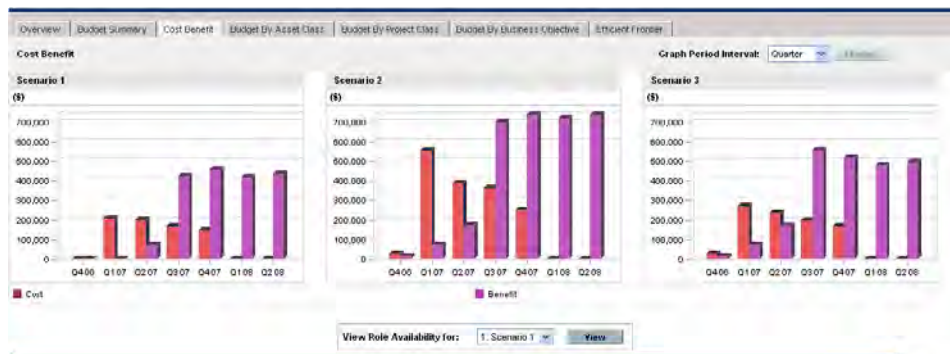 Overview Budget Summary Cost Benefit Budget By Asset Class Budget By Project Class Budget By Business Objective Efficient Frontier
Cost Benefit
Graph Period Interval: Quarter
Scenario 1
($)
700,000
600,000
500,000
400,000
300,000
200,000
100,000
0
Q4 06 Q1 07 Q2 07 Q3 07 Q4 07 Q1 08 Q2 08
Scenario 2
($)
700,000
600,000
500,000
400,000
300,000
200,000
100,000
0
Q4 06 Q1 07 Q2 07 Q3 07 Q4 07 Q1 08 Q2 08
Scenario 3
($)
700,000
600,000
500,000
400,000
300,000
200,000
100,000
0
Q4 06 Q1 07 Q2 07 Q3 07 Q4 07 Q1 08 Q2 08
Cost
Benefit
View Role Availability for: 1. Scenario 1 View